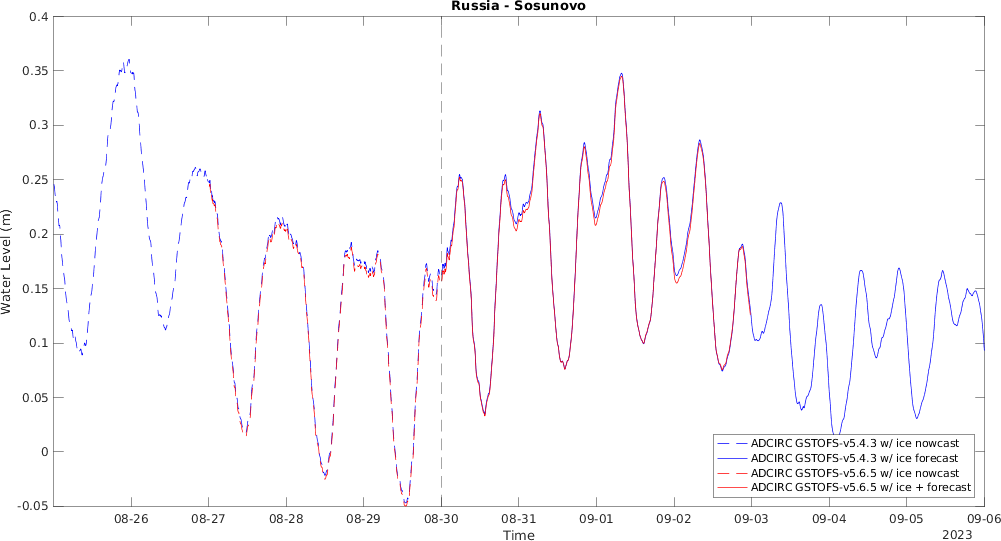 Russia - Sosunovo
0.4
0.35
0.3
0.25
0.2
0.15
0.1
0.05
0
-0.05
Water Level (m)
08-26 08-27 08-28 08-29 08-30 08-31 09-01 09-02 09-03 09-04 09-05 09-06
Time
2023
ADCIRC GSTOFS-v5.4.3 w/ ice nowcast
ADCIRC GSTOFS-v5.4.3 w/ ice forecast
ADCIRC GSTOFS-v5.6.5 w/ ice nowcast
ADCIRC GSTOFS-v5.6.5 w/ ice + forecast